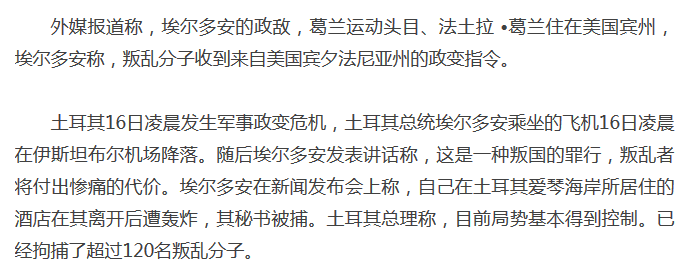 外媒报道称，埃尔多安的政敌，葛兰运动头目、法土拉 •葛兰住在美国宾州，
埃尔多安称，叛乱分子收到来自美国宾夕法尼亚州的政变指令。
土耳其16日凌晨发生军事政变危机，土耳其总统埃尔多安乘坐的飞机16日凌晨
在伊斯坦布尔机场降落。随后埃尔多安发表讲话称，这是一种叛国的罪行，叛乱者
将付出惨痛的代价。埃尔多安在新闻发布会上称，自己在土耳其爱琴海岸所居住的
酒店在其离开后遭轰炸，其秘书被捕。土耳其总理称，目前局势基本得到控制。已
经拘捕了超过120名叛乱分子。